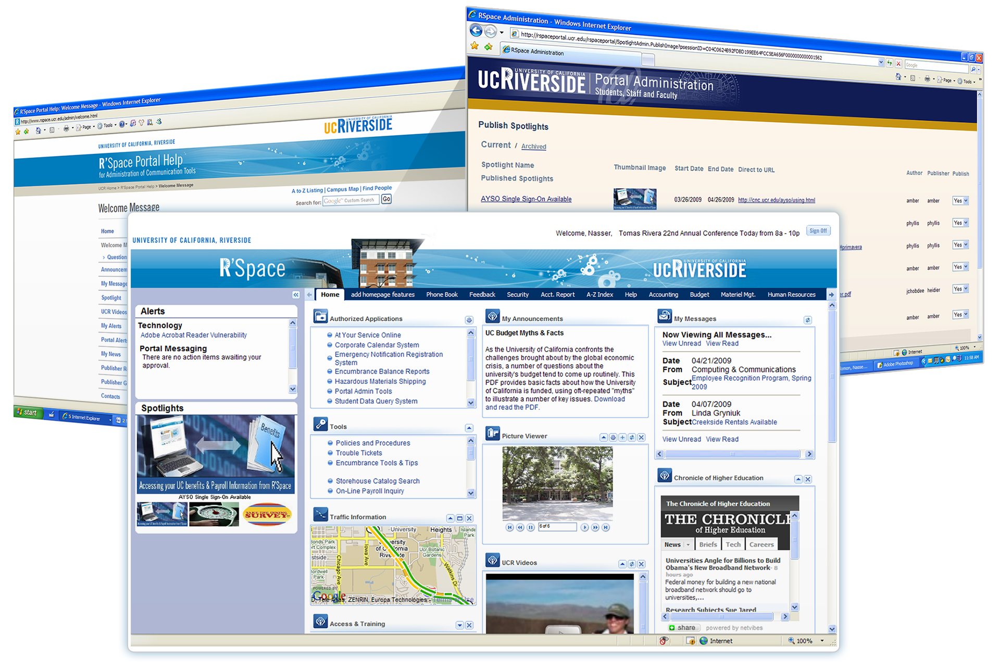 R'Space Portal Help: Welcome Message - Windows Internet Explorer
http://www.rspace.ucr.edu/admin/welcome.html
Page
Tools
UNIVERSITY OF CALIFORNIA
UCRIVERSIDE
UNIVERSITY OF CALIFORNIA, RIVERSIDE
R'Space Portal Help
for Administration of Communication Tools
UCR Home > R'Space Portal Help > Welcome Message
A to Z Listing | Campus Map | Find People
Search for: Google™ Custom Search Go
Welcome Message
Home
Welcome M
> Question
Announcem
My Message
Spotlight
UCR Videos
My Alerts
Portal Alert
My News
Publisher R
Publisher G
Contacts
start
5 Internet Explorer
2
RSpace Administration - Windows Internet Explorer
http://rspaceportal.ucr.edu/rspaceportal/SpotlightAdmin.PublishImage?psessionID=C04C0624B92FDBD199EE64FCC5EA656F0000000000001562
Google
RSpace Administration
Page
Tools
UNIVERSITY OF CALIFORNIA
UCRIVERSIDE
Portal Administration
Students, Staff and Faculty
Publish Spotlights
Current / Archived
Spotlight Name Thumbnail Image Start Date End Date Direct to URL Author Publisher Publish
Published Spotlights
AYSO Single Sign-On Available 03/26/2009 04/26/2009 http://cnc.ucr.edu/ayso/using.html amber amber Yes
phyllis phyllis Yes
#primavera phyllis phyllis Yes
amber amber Yes
er.pdf jchobdee heidier Yes
amber amber Yes
Internet
100%
lomon, Nasse...
Adobe Photoshop
11:58 AM
Welcome, Nasser, Tomas Rivera 22nd Annual Conference Today from 8a - 10p
Sign Off
UNIVERSITY OF CALIFORNIA, RIVERSIDE
R'Space
UNIVERSITY OF CALIFORNIA
UCRIVERSIDE
Home add homepage features Phone Book Feedback Security Acct. Report A-Z Index Help Accounting Budget Materiel Mgt. Human Resources
Alerts
Technology
Adobe Acrobat Reader Vulnerability
Portal Messaging
There are no action items awaiting your
approval.
Spotlights
Benefits
Accessing your UC benefits & Payroll Information from R'Space
AYSO Single Sign-On Available
TAKE THE DINING
SURVEY
Authorized Applications
At Your Service Online
Corporate Calendar System
Emergency Notification Registration
System
Encumbrance Balance Reports
Hazardous Materials Shipping
Portal Admin Tools
Student Data Query System
Tools
Policies and Procedures
Trouble Tickets
Encumbrance Tools & Tips
Storehouse Catalog Search
On-Line Payroll Inquiry
Traffic Information
University Heights
Islande
Park
onds Park
rt Complex
Iowa Ave
University
of California
Riverside
Ucr Botanic
Gardens
stside
Chicago Ave
Watkins Dr
Bordwell
Park
POWERED BY
Google
D, Tele Atlas, ZENRIN, Europa Technologies - Terms of Use
Access & Training
My Announcements
UC Budget Myths & Facts
As the University of California confronts the
challenges brought about by the global economic
crisis, a number of questions about the
university's budget tend to come up routinely. This
PDF provides basic facts about how the University
of California is funded, using oft-repeated "myths"
to illustrate a number of key issues. Download
and read the PDF.
Picture Viewer
6 of 6
UCR Videos
My Messages
Now Viewing All Messages...
View Unread View Read
Date 04/21/2009
From Computing & Communications
Subject Employee Recognition Program, Spring
2009
Date 04/07/2009
From Linda Gryniuk
Subject Creekside Rentals Available
View Unread View Read
Chronicle of Higher Education
The Chronicle of Higher Education
THE CHRONICLE
of Higher Education
News Briefs Tech Careers
Universities Angle for Billions to Build
Obama's New Broadband Network- 8
hours ago
Federal money for building a new national
broadband network should go to
universities,...
Research Subjects Sue Jared
share powered by netvibes
Internet
100%